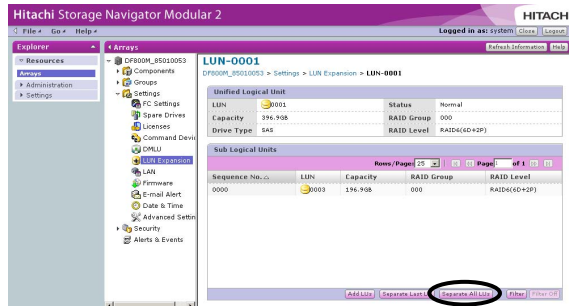 Hitachi Storage Navigator Modular 2
HITACHI
File Go Help
Logged in as: system Close Logout
Explorer
Resources
Arrays
Administration
Settings
Arrays
Refresh Information Help
DF800M_85010053
Components
Groups
Settings
FC Settings
Spare Drives
Licenses
Command Devic
DMLU
LUN Expansion
LAN
Firmware
E-mail Alert
Date & Time
Advanced Settin
Security
Alerts & Events
LUN-0001
DF800M_85010053 > Settings > LUN Expansion > LUN-0001
Unified Logical Unit
LUN 0001 Status Normal
Capacity 396.9GB RAID Group 000
Drive Type SAS RAID Level RAID6(6D+2P)
Sub Logical Units
Rows/Page: 25 Page 1 of 1
Sequence No. LUN Capacity RAID Group RAID Level
0000 0003 196.9GB 000 RAID6(6D+2P)
Add LUs Separate Last LU Separate All LUs Filter Filter Off